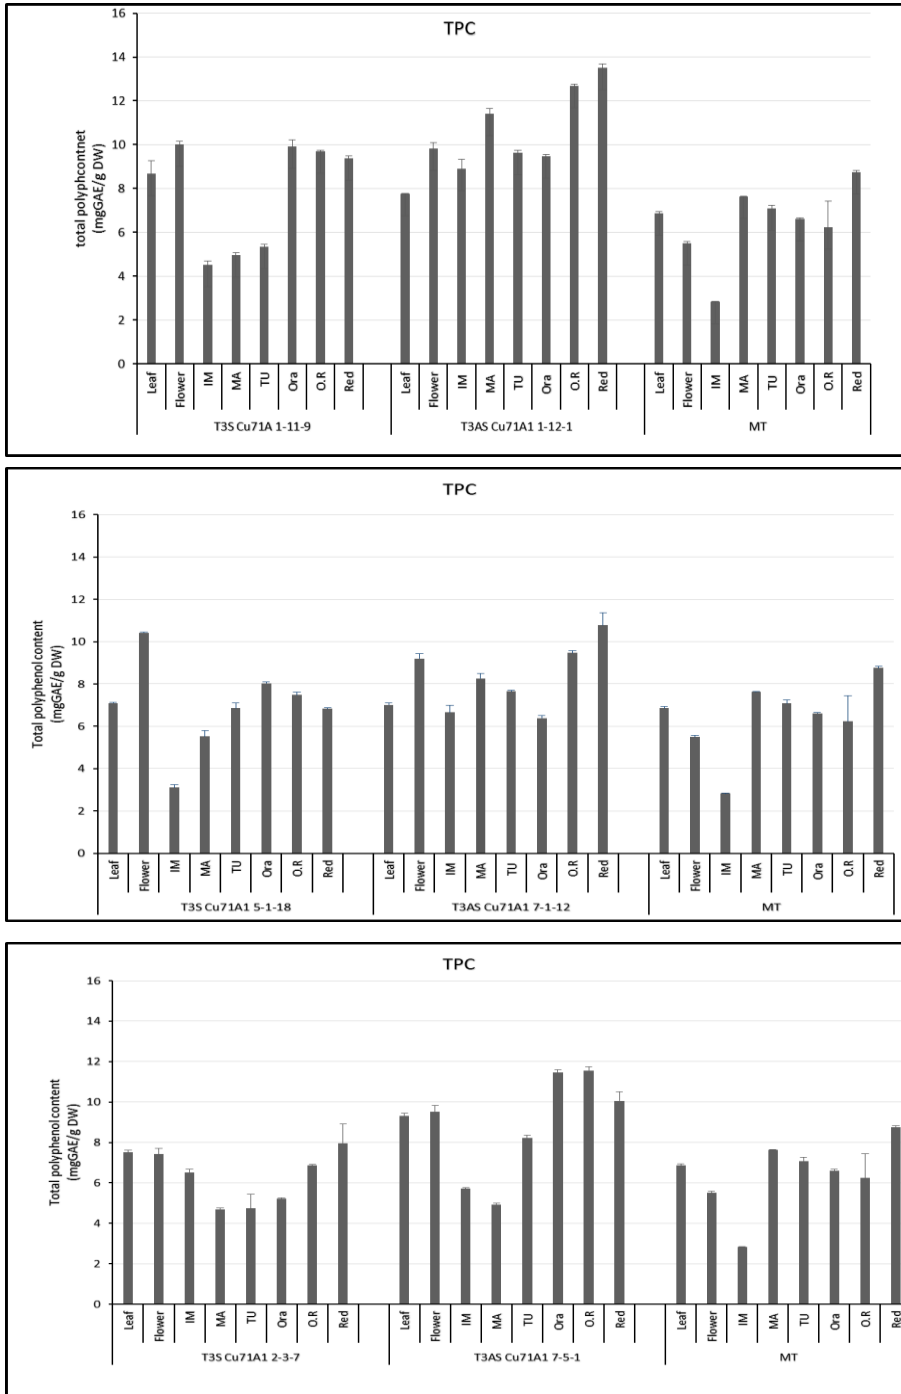 TPC
total polyphcontnet
(mgGAE/g DW)
16
14
12
10
8
6
4
2
0
Leaf Flower IM MA TU Ora O.R Red Leaf Flower IM MA TU Ora O.R Red Leaf Flower IM MA TU Ora O.R Red
T3S Cu71A 1-11-9 T3AS Cu71A1 1-12-1 MT
TPC
Total polyphenol content
(mgGAE/g DW)
16
14
12
10
8
6
4
2
0
Leaf Flower IM MA TU Ora O.R Red Leaf Flower IM MA TU Ora O.R Red Leaf Flower IM MA TU Ora O.R Red
T3S Cu71A1 5-1-18 T3AS Cu71A1 7-1-12 MT
TPC
Total polyphenol content
(mgGAE/g DW)
16
14
12
10
8
6
4
2
0
Leaf Flower IM MA TU Ora O.R Red Leaf Flower IM MA TU Ora O.R Red Leaf Flower IM MA TU Ora O.R Red
T3S Cu71A1 2-3-7 T3AS Cu71A1 7-5-1 MT